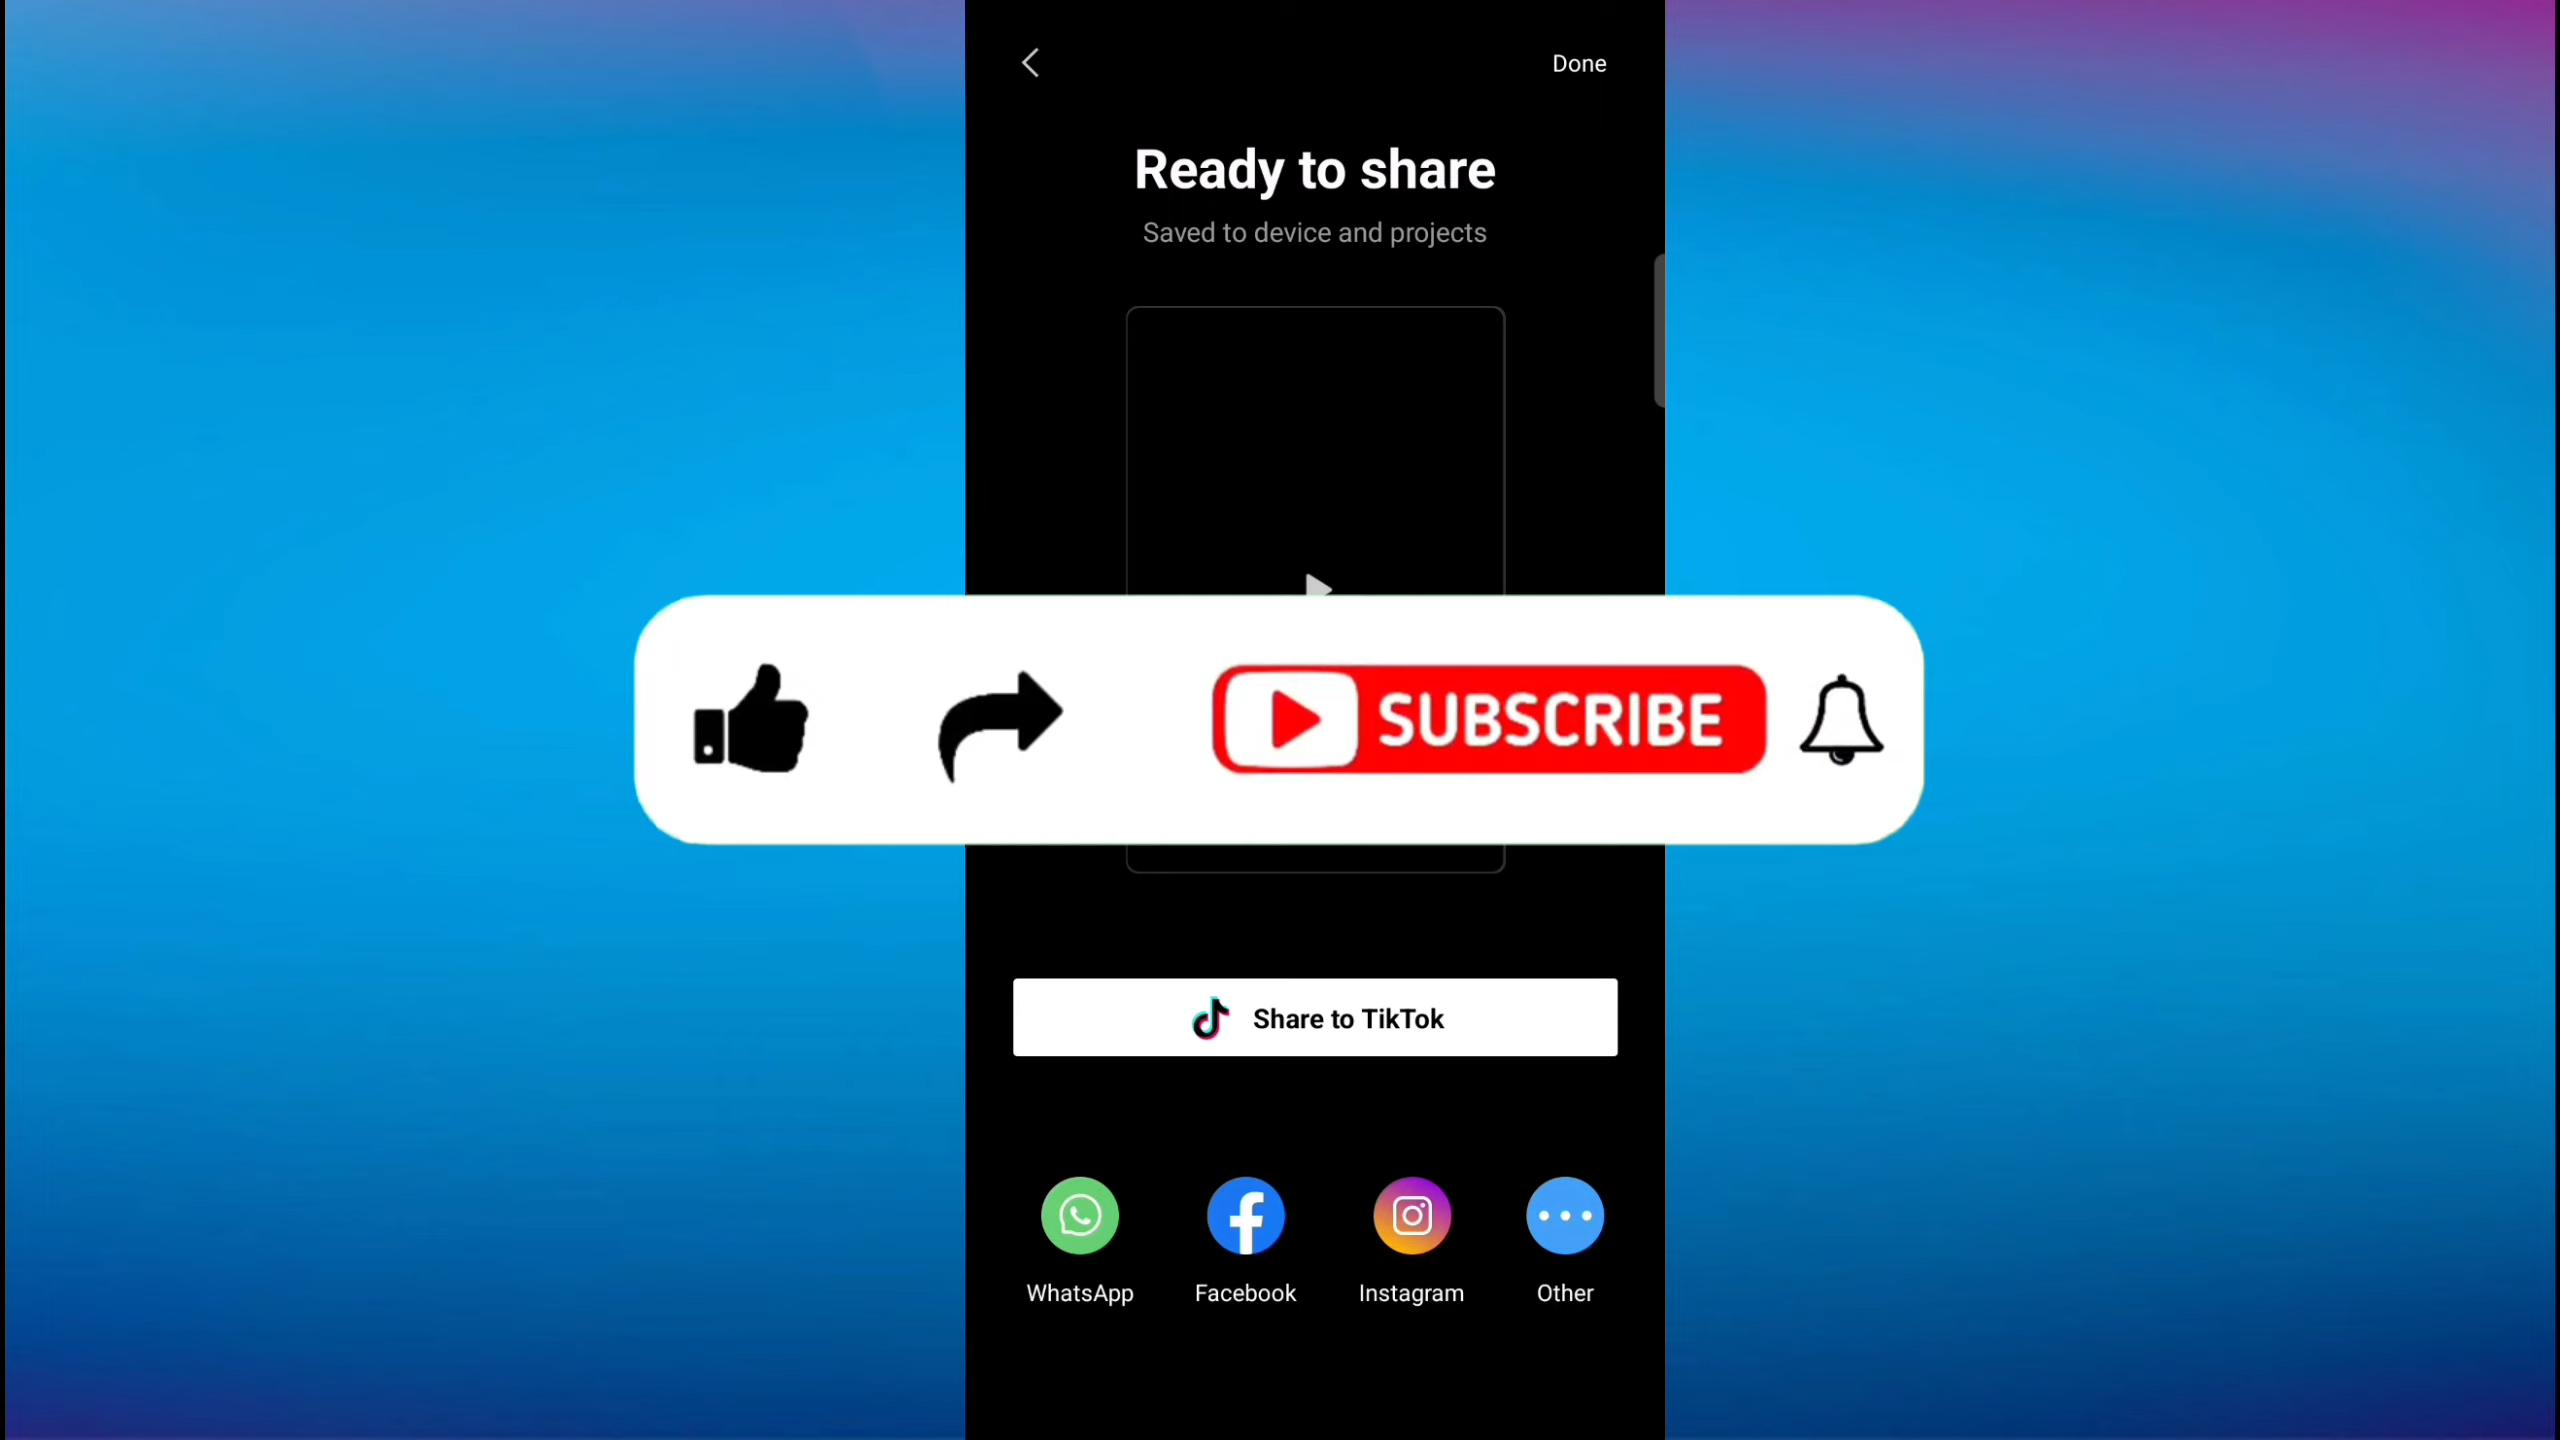 Done
Ready to share
Saved to device and projects
SUBSCRIBE
Share to TikTok
WhatsApp
Facebook
Instagram
Other